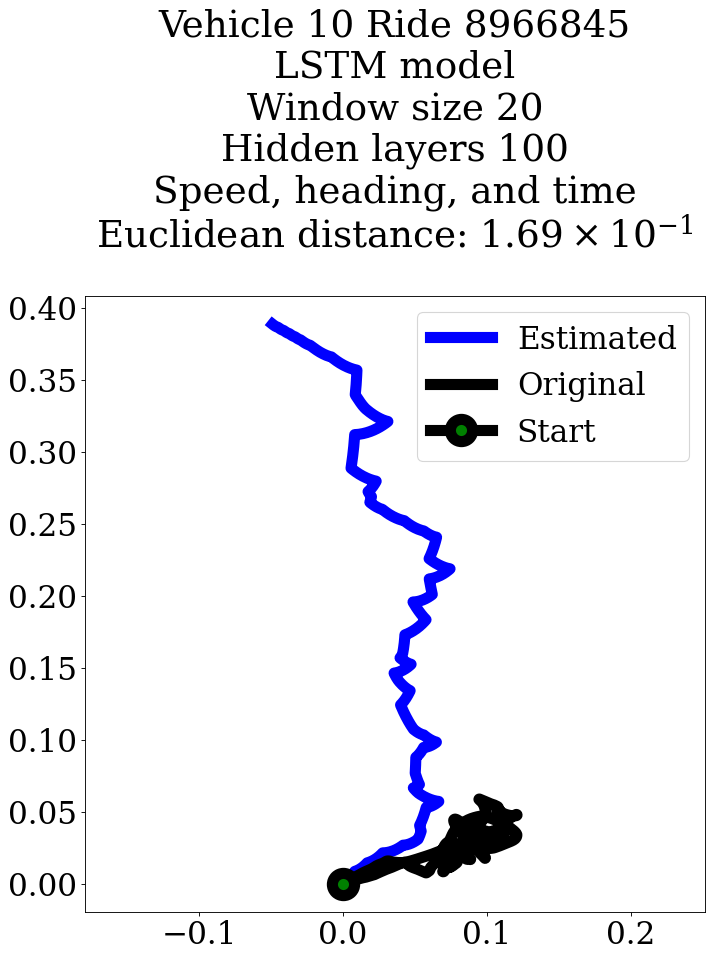 Vehicle 10 Ride 8966845
LSTM model
Window size 20
Hidden layers 100
Speed, heading, and time
Euclidean distance: 1.69 × 10⁻¹
Estimated
Original
Start
0.40
0.35
0.30
0.25
0.20
0.15
0.10
0.05
0.00
−0.1 0.0 0.1 0.2